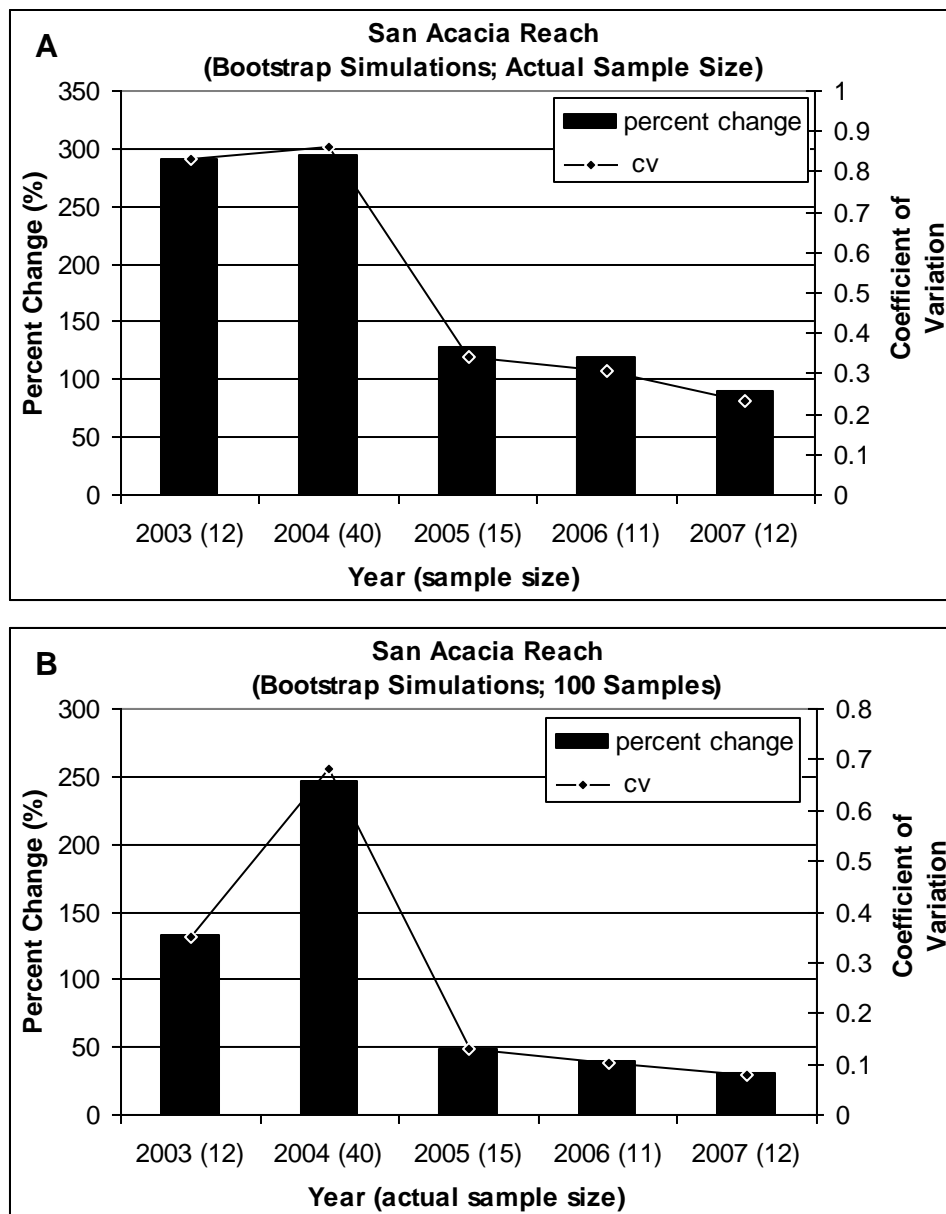 A
San Acacia Reach
(Bootstrap Simulations; Actual Sample Size)
350
300
250
200
150
100
50
0
Percent Change (%)
1
0.9
0.8
0.7
0.6
0.5
0.4
0.3
0.2
0.1
0
Coefficient of
Variation
percent change
cv
2003 (12) 2004 (40) 2005 (15) 2006 (11) 2007 (12)
Year (sample size)
B
San Acacia Reach
(Bootstrap Simulations; 100 Samples)
300
250
200
150
100
50
0
Percent Change (%)
0.8
0.7
0.6
0.5
0.4
0.3
0.2
0.1
0
Coefficient of
Variation
percent change
cv
2003 (12) 2004 (40) 2005 (15) 2006 (11) 2007 (12)
Year (actual sample size)